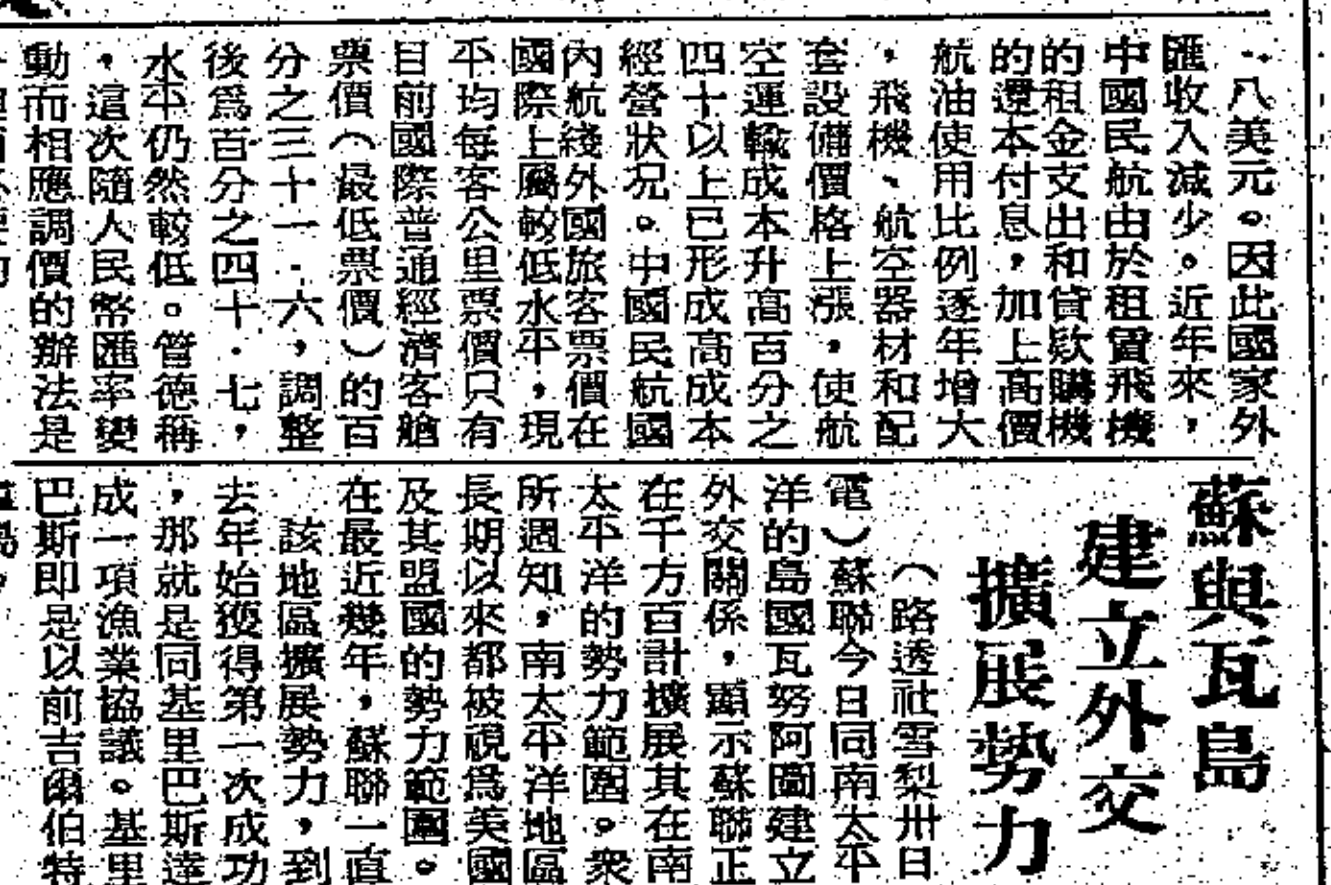 ．八美元。因此國家外
匯收入減少。近年來，
中國民航由於租賃飛機
的租金支出和貸欵購機
的還本付息，加上高價
航油使用比例逐年增大
，飛機、航空器材和配
套設備價格上漲，使航
空運輸成本升高百分之
四十以上已形成高成本
經營狀況。中國民航國
內航綫外國旅客票價在
國際上屬較低水平，現
平均每客公里票價只有
目前國際普通經濟客艙
票價（最低票價）的百
分之三十一．六，調整
後爲百分之四十．七，
水平仍然較低。管德稱
，這次隨人民幣匯率變
動而相應調價的辦法是
蘇與瓦島
建立外交
擴展勢力
（路透社雪梨卅日
電）蘇聯今日同南太平
洋的島國瓦努阿圖建立
外交關係，顯示蘇聯正
在千方百計擴展其在南
太平洋的勢力範圍。衆
所週知，南太平洋地區
長期以來都被視爲美國
及其盟國的勢力範圍。
在最近幾年，蘇聯一直
該地區擴展勢力，到
去年始獲得第一次成功
，那就是同基里巴斯達
成一項漁業協議。基里
巴斯即是以前吉爾伯特